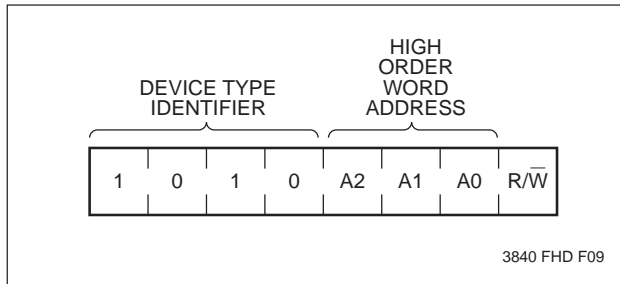 HIGH
ORDER
WORD
ADDRESS
DEVICE TYPE
IDENTIFIER
1 0 1 0 A2 A1 A0 R/W̅
3840 FHD F09